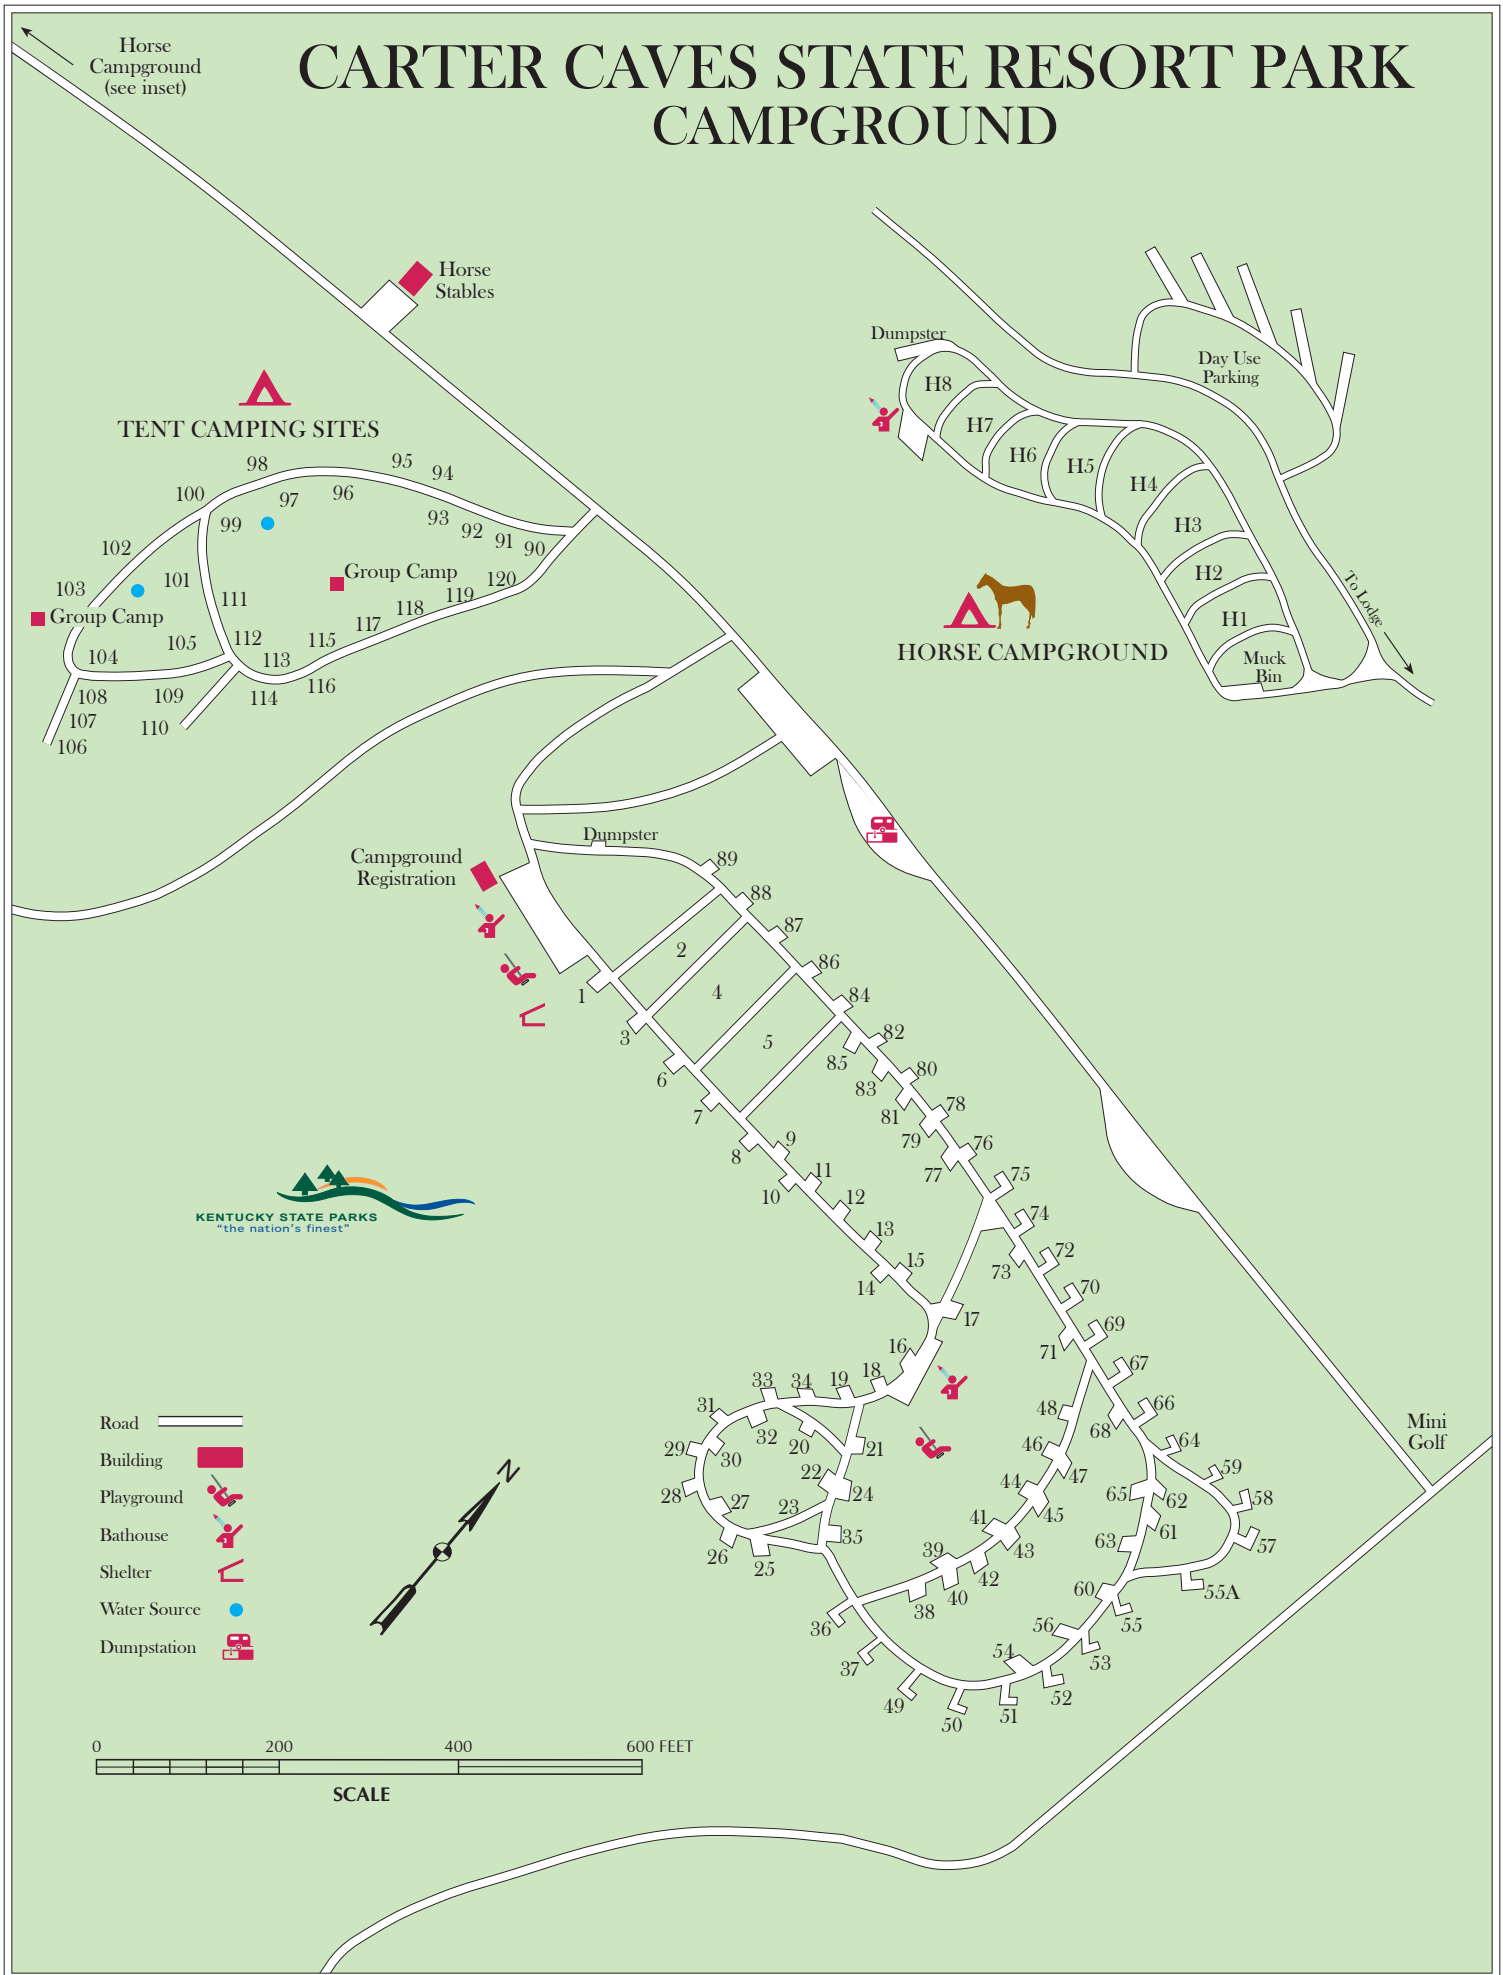 CARTER CAVES STATE RESORT PARK
CAMPGROUND
Horse
Campground
(see inset)
Horse
Stables
TENT CAMPING SITES
98
95
94
100
97
96
99
93
92
91
90
102
101
103
Group Camp
120
119
118
117
Group Camp
111
112
105
115
104
113
108
109
114
116
107
110
106
Dumpster
Day Use
Parking
H8
H7
H6
H5
H4
H3
H2
H1
To Lodge
Muck
Bin
HORSE CAMPGROUND
Dumpster
Campground
Registration
89
88
87
2
86
1
4
84
3
5
82
85
6
80
83
7
78
81
79
76
8
9
77
75
10
11
12
74
13
72
73
15
14
70
17
69
71
16
67
18
33
34
19
66
31
48
68
32
20
64
29
30
21
46
59
22
47
44
28
24
65
62
58
27
23
45
41
61
35
63
57
26
43
39
25
42
60
55A
40
38
36
56
55
54
53
37
52
49
51
50
Mini
Golf
KENTUCKY STATE PARKS
"the nation's finest"
Road
Building
Playground
Bathouse
Shelter
Water Source
Dumpstation
N
0 200 400 600 FEET
SCALE